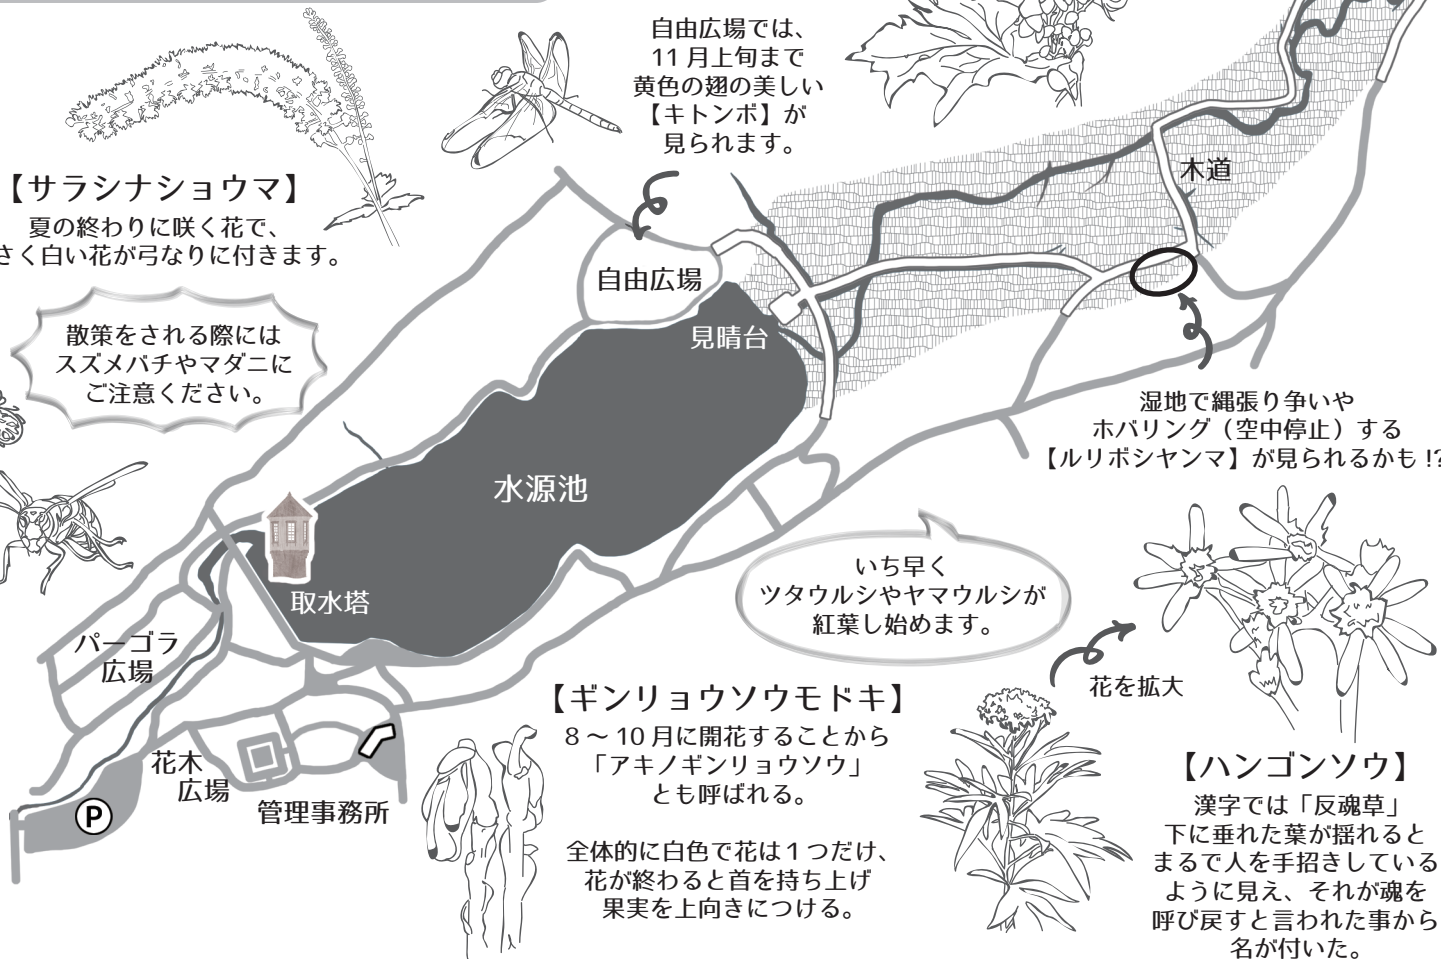 自由広場では、
11月上旬まで
黄色の翅の美しい
【キトンボ】が
見られます。
【サラシナショウマ】
夏の終わりに咲く花で、
さく白い花が弓なりに付きます。
散策をされる際には
スズメバチやマダニに
ご注意ください。
木道
自由広場
見晴台
湿地で縄張り争いや
ホバリング（空中停止）する
【ルリボシヤンマ】が見られるかも !?
水源池
取水塔
いち早く
ツタウルシやヤマウルシが
紅葉し始めます。
パーゴラ
広場
花木
広場
管理事務所
P
【ギンリョウソウモドキ】
8～10月に開花することから
「アキノギンリョウソウ」
とも呼ばれる。
全体的に白色で花は1つだけ、
花が終わると首を持ち上げ
果実を上向きにつける。
花を拡大
【ハンゴンソウ】
漢字では「反魂草」
下に垂れた葉が揺れると
まるで人を手招きしている
ように見え、それが魂を
呼び戻すと言われた事から
名が付いた。